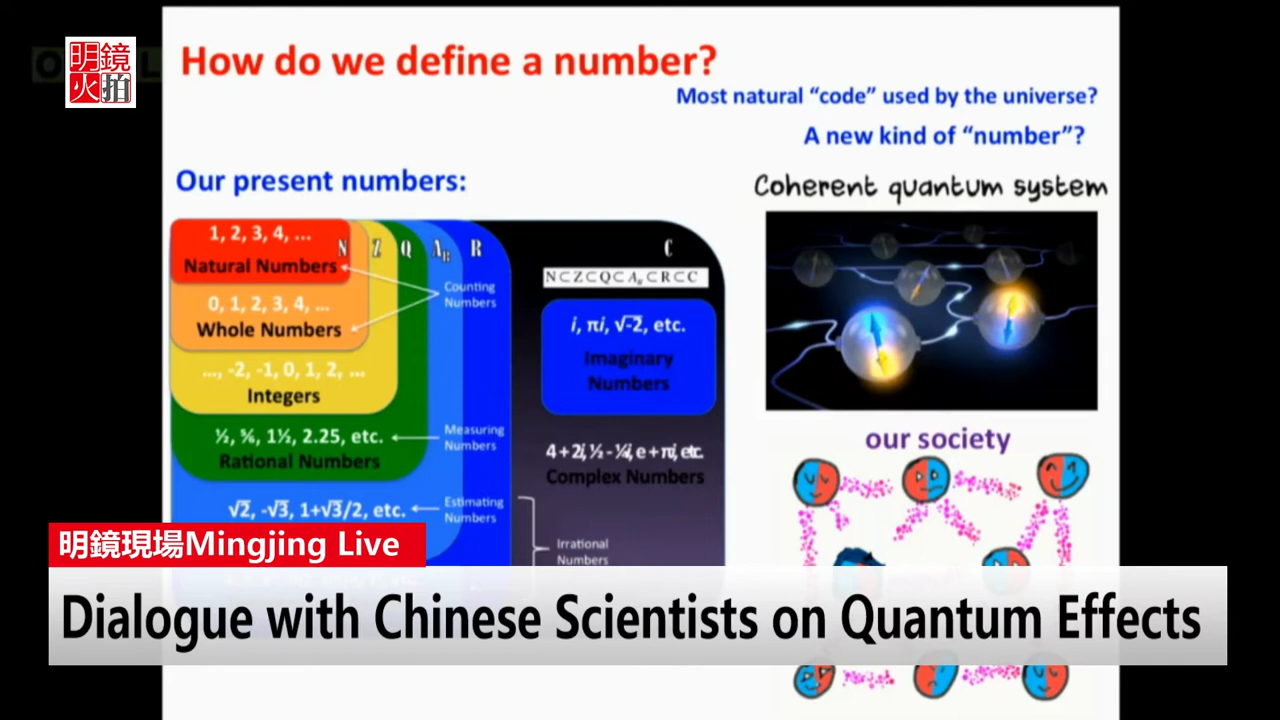 明鏡
火拍
How do we define a number?
Most natural “code” used by the universe?
A new kind of “number”?
Our present numbers:
Coherent quantum system
1, 2, 3, 4, ...
N Z Q A_R R C
Natural Numbers
N⊂Z⊂Q⊂A_R⊂R⊂C
Counting
Numbers
0, 1, 2, 3, 4, ...
Whole Numbers
i, πi, √-2, etc.
Imaginary
Numbers
..., -2, -1, 0, 1, 2, ...
Integers
½, ⅚, 1½, 2.25, etc.
Rational Numbers
Measuring
Numbers
4+2i, ½-¼i, e+πi, etc.
Complex Numbers
our society
√2, -√3, 1+√3/2, etc.
Estimating
Numbers
Irrational
Numbers
明鏡現場Mingjing Live
Dialogue with Chinese Scientists on Quantum Effects